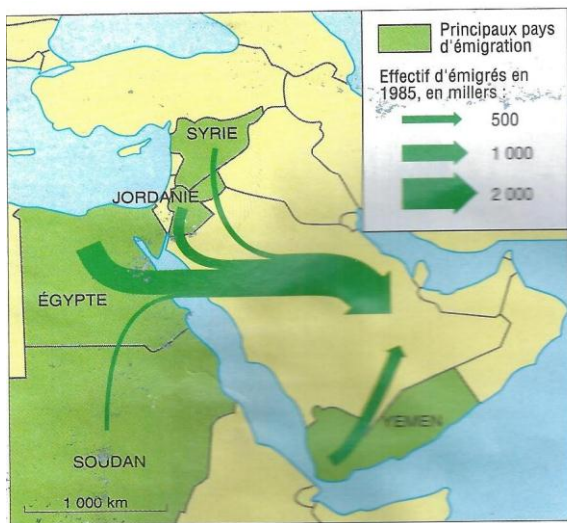 Principaux pays
d'émigration
Effectif d'émigrés en
1985, en millers :
500
1 000
2 000
SYRIE
JORDANIE
ÉGYPTE
YEMEN
SOUDAN
1 000 km